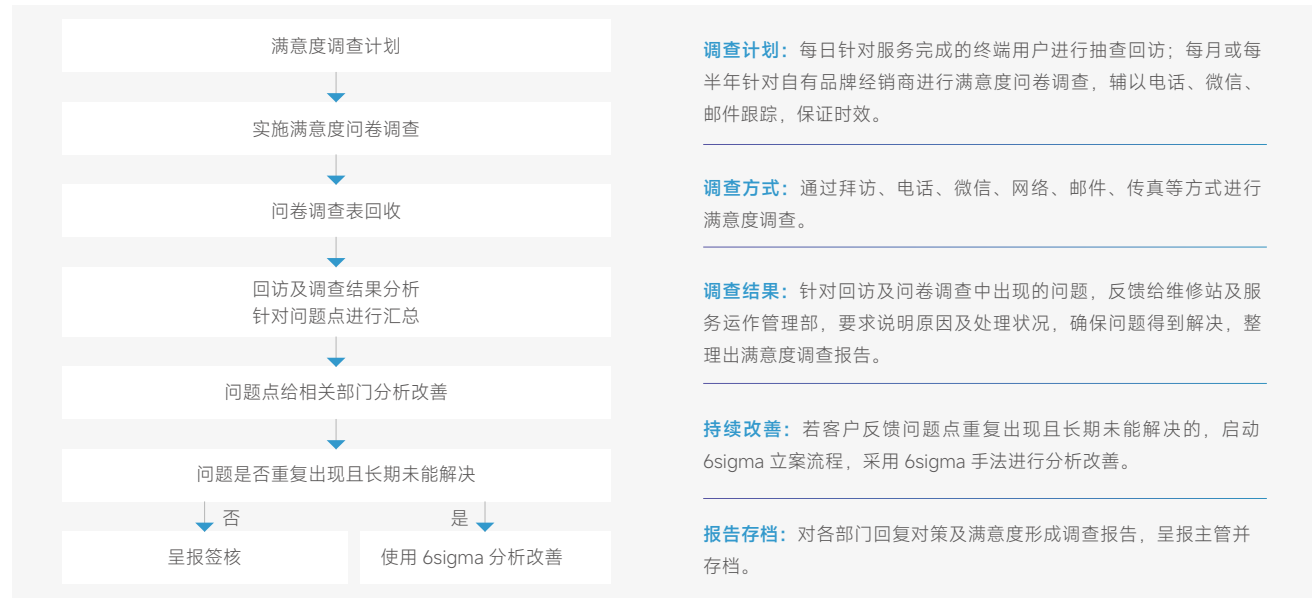 满意度调查计划
实施满意度问卷调查
问卷调查表回收
回访及调查结果分析
针对问题点进行汇总
问题点给相关部门分析改善
问题是否重复出现且长期未能解决
否
是
呈报签核
使用 6sigma 分析改善
调查计划：每日针对服务完成的终端用户进行抽查回访；每月或每
半年针对自有品牌经销商进行满意度问卷调查，辅以电话、微信、
邮件跟踪，保证时效。
调查方式：通过拜访、电话、微信、网络、邮件、传真等方式进行
满意度调查。
调查结果：针对回访及问卷调查中出现的问题，反馈给维修站及服
务运作管理部，要求说明原因及处理状况，确保问题得到解决，整
理出满意度调查报告。
持续改善：若客户反馈问题点重复出现且长期未能解决的，启动
6sigma 立案流程，采用 6sigma 手法进行分析改善。
报告存档：对各部门回复对策及满意度形成调查报告，呈报主管并
存档。